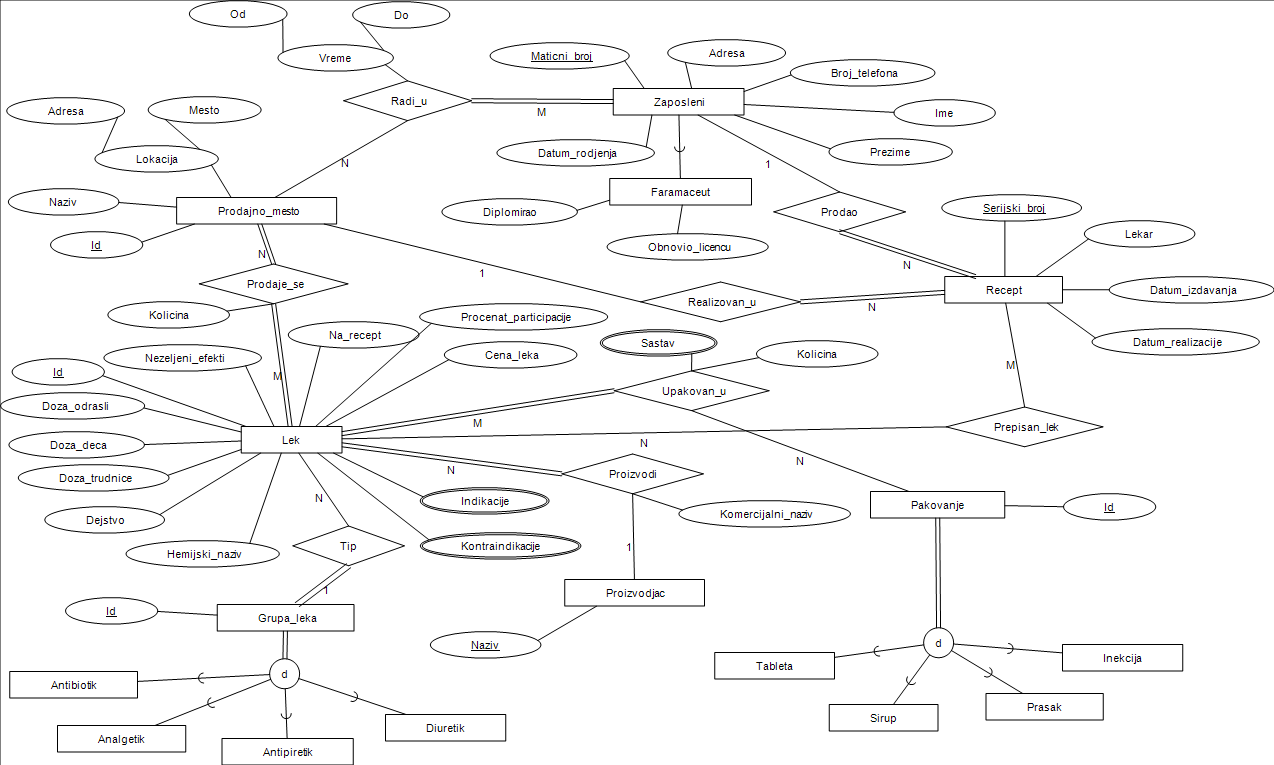 Od
Do
Vreme
Maticni_broj
Adresa
Broj_telefona
Radi_u
M
Zaposleni
Ime
Adresa
Mesto
Lokacija
N
Datum_rodjenja
1
Prezime
Naziv
Prodajno_mesto
Faramaceut
Diplomirao
Prodao
Serijski_broj
Id
N
Obnovio_licencu
N
Lekar
Prodaje_se
1
Recept
Datum_izdavanja
Kolicina
Realizovan_u
N
Procenat_participacije
Na_recept
Sastav
Datum_realizacije
Nezeljeni_efekti
Cena_leka
Kolicina
Id
M
Upakovan_u
M
Doza_odrasli
M
Doza_deca
Lek
N
Prepisan_lek
Doza_trudnice
N
Proizvodi
N
Dejstvo
N
Indikacije
Komercijalni_naziv
Pakovanje
Id
Hemijski_naziv
Tip
Kontraindikacije
1
1
Proizvodjac
Id
Grupa_leka
Naziv
d
d
Antibiotik
Tableta
Inekcija
Analgetik
Diuretik
Sirup
Prasak
Antipiretik